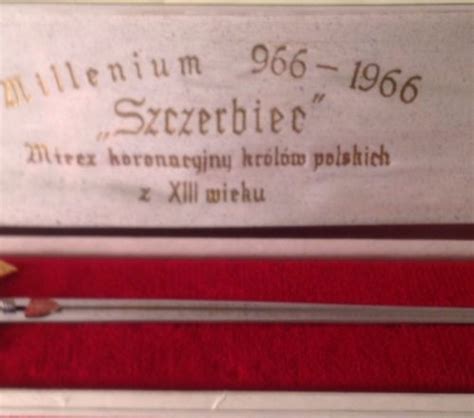 Millenium 966 – 1966
„Szczerbiec”
Miecz koronacyjny królów polskich
z XIII wieku